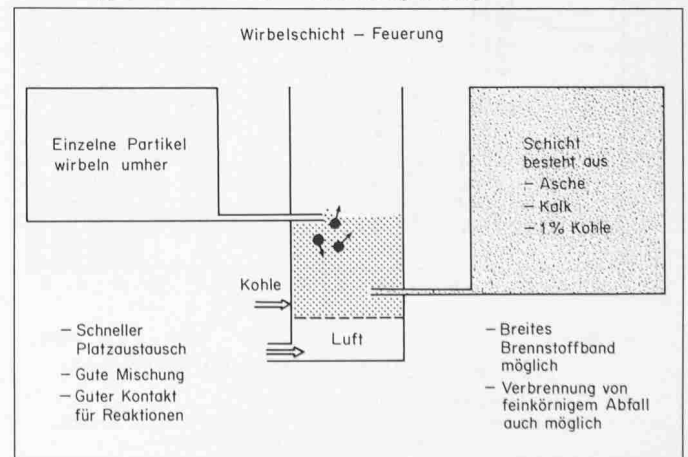 Wirbelschicht – Feuerung
Einzelne Partikel
wirbeln umher
Schicht
besteht aus
– Asche
– Kalk
– 1% Kohle
Kohle
Luft
– Schneller
Platzaustausch
– Gute Mischung
– Guter Kontakt
für Reaktionen
– Breites
Brennstoffband
möglich
– Verbrennung von
feinkörnigem Abfall
auch möglich